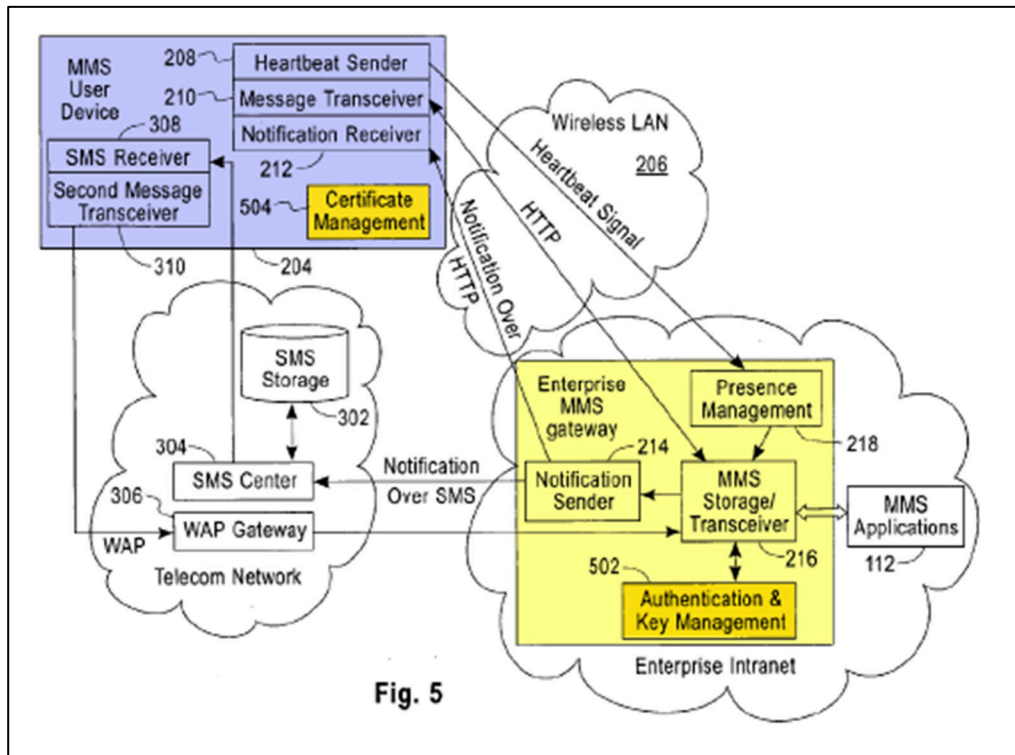 MMS
User
Device
208
Heartbeat Sender
210
Message Transceiver
Notification Receiver
212
308
SMS Receiver
Second Message
Transceiver
310
504
Certificate
Management
204
Wireless LAN
206
Heartbeat Signal
HTTP
Notification Over
HTTP
SMS
Storage
302
304
SMS Center
306
WAP Gateway
WAP
Telecom Network
Notification
Over SMS
Enterprise
MMS
gateway
Presence
Management
218
214
Notification
Sender
MMS
Storage/
Transceiver
216
MMS
Applications
112
502
Authentication &
Key Management
Enterprise Intranet
Fig. 5